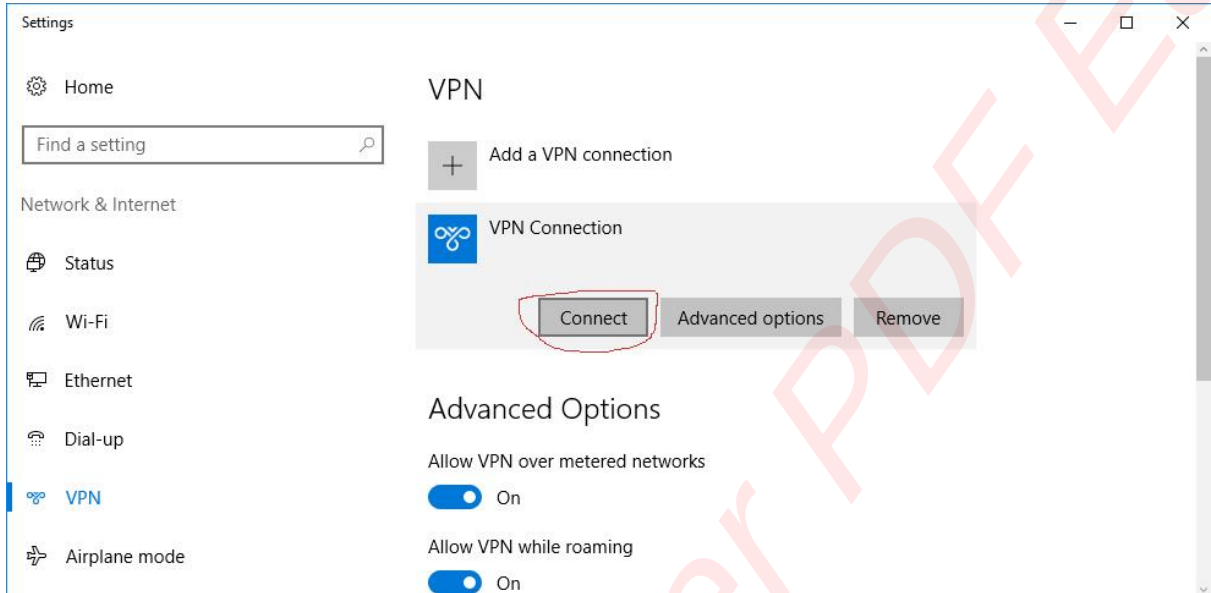 Settings
Home
Find a setting
Network & Internet
Status
Wi-Fi
Ethernet
Dial-up
VPN
Airplane mode
VPN
Add a VPN connection
VPN Connection
Connect
Advanced options
Remove
Advanced Options
Allow VPN over metered networks
On
Allow VPN while roaming
On
PDF